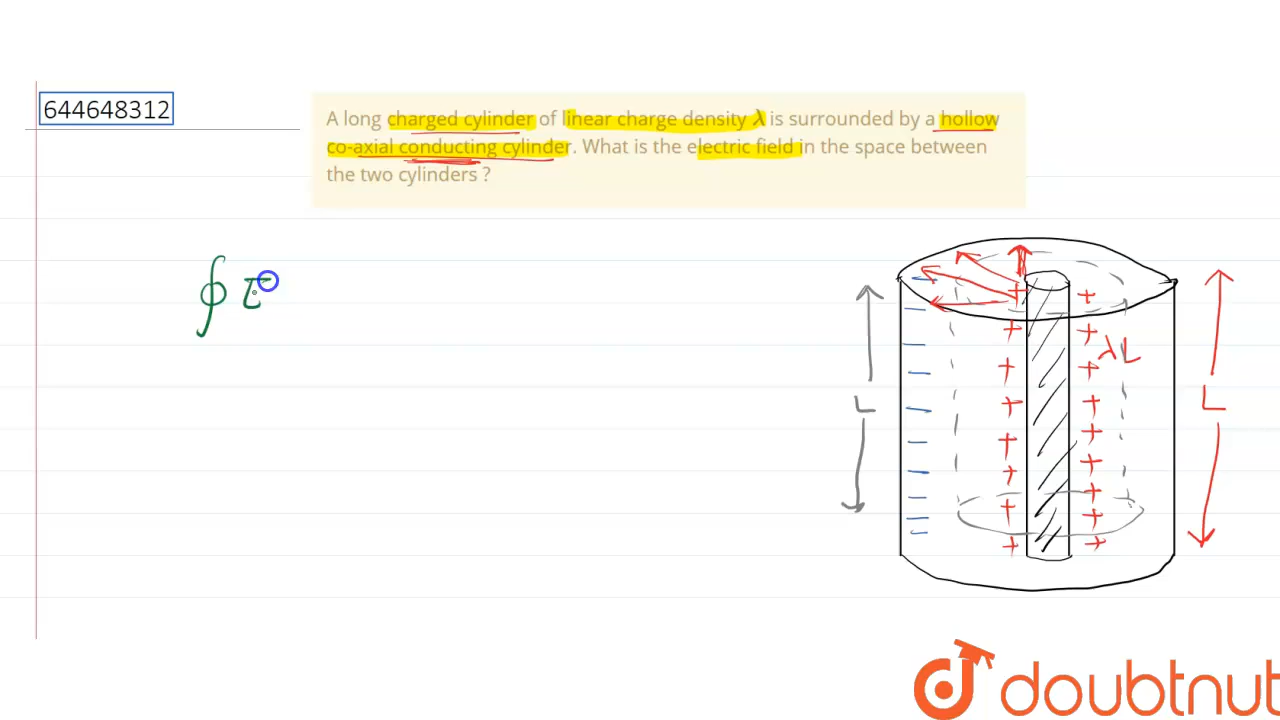 644648312
A long charged cylinder of linear charge density λ is surrounded by a hollow
co-axial conducting cylinder. What is the electric field in the space between
the two cylinders ?
∮ E
λL
L
L
doubtnut